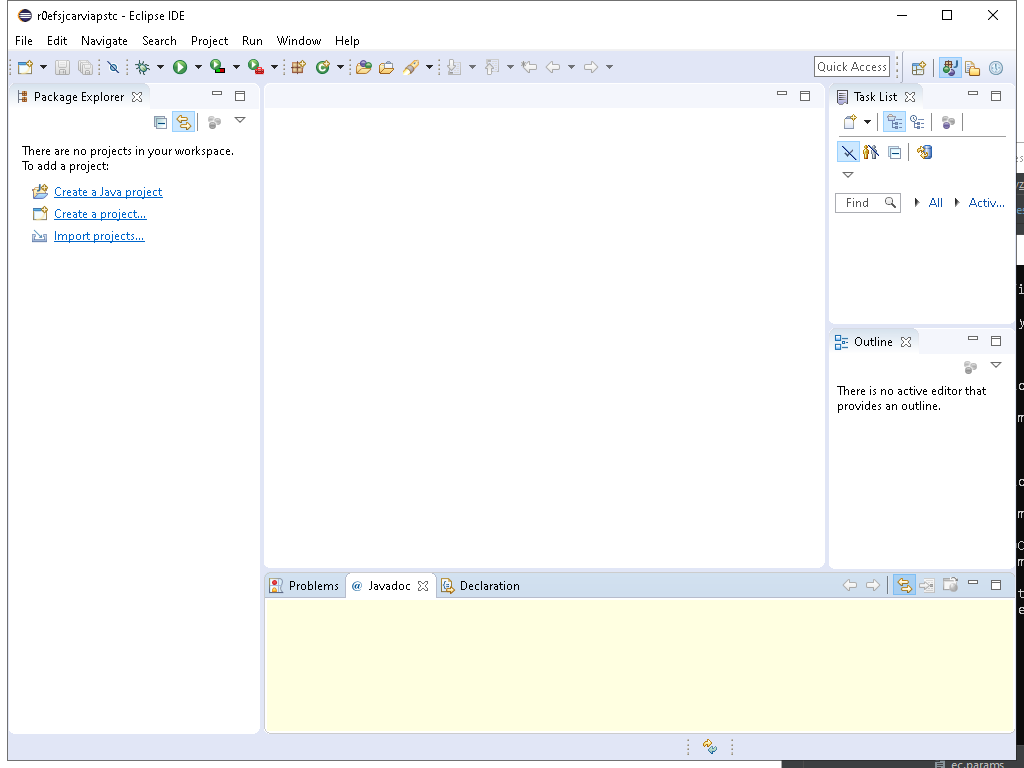 r0efsjcarviapstc - Eclipse IDE
File Edit Navigate Search Project Run Window Help
Quick Access
Package Explorer
There are no projects in your workspace.
To add a project:
Create a Java project
Create a project...
Import projects...
Task List
Find
All
Activ...
Outline
There is no active editor that
provides an outline.
Problems
@ Javadoc
Declaration
ec.params